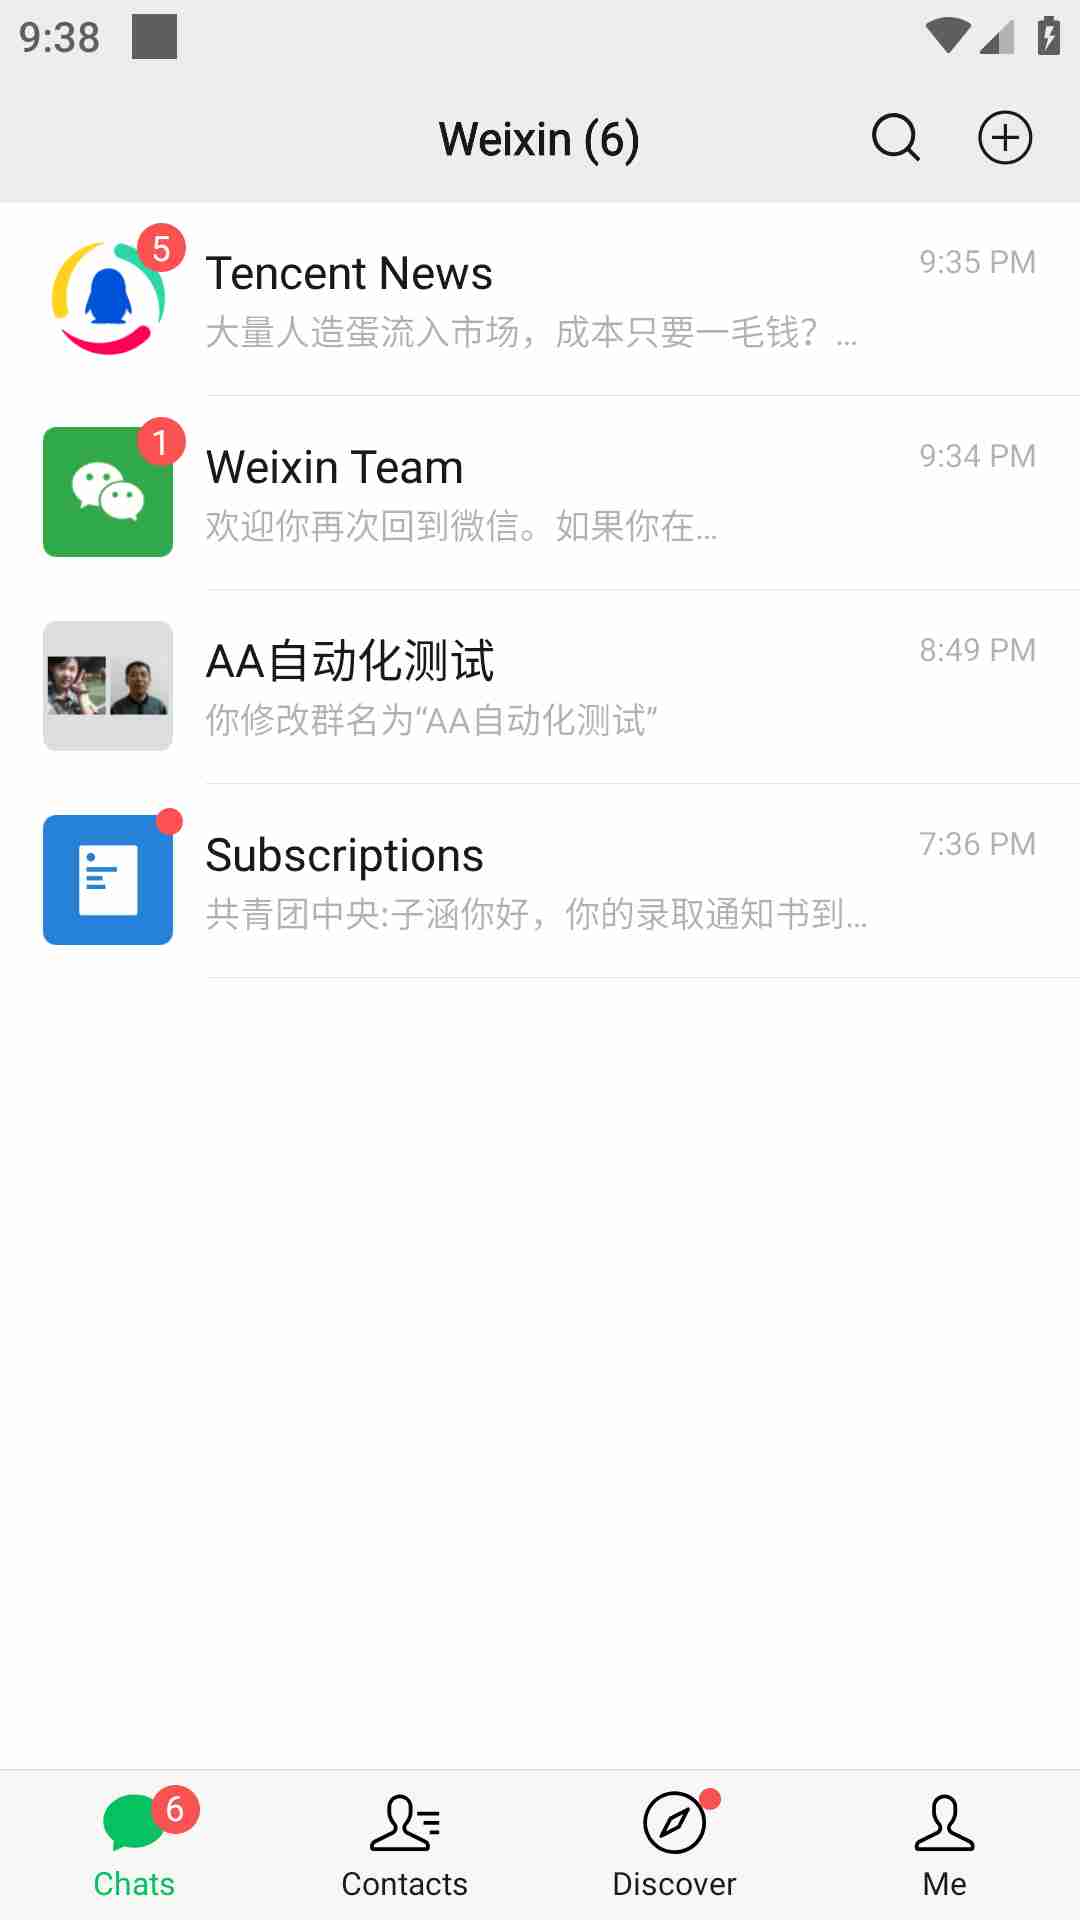 9:38
Weixin (6)
5
Tencent News
9:35 PM
大量人造蛋流入市场，成本只要一毛钱？...
1
Weixin Team
9:34 PM
欢迎你再次回到微信。如果你在...
AA自动化测试
8:49 PM
你修改群名为“AA自动化测试”
Subscriptions
7:36 PM
共青团中央:子涵你好，你的录取通知书到...
6
Chats
Contacts
Discover
Me